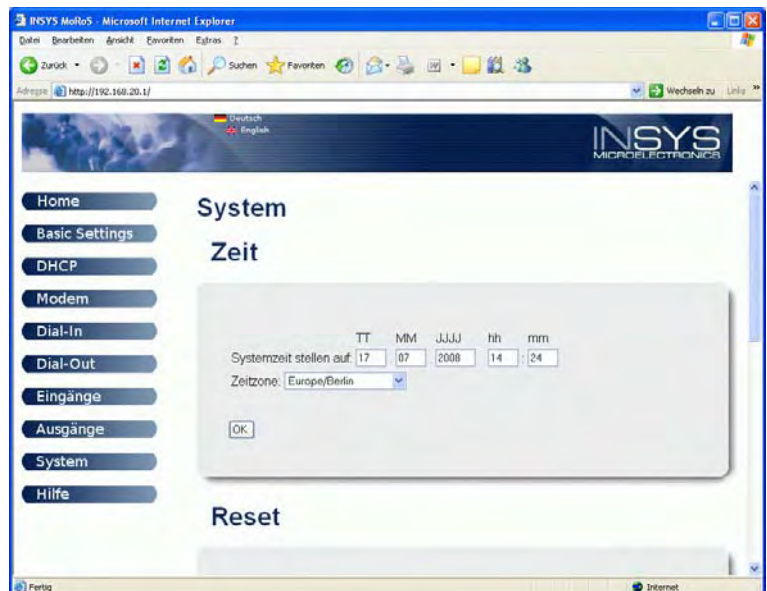 INSYS MoRoS - Microsoft Internet Explorer
Datei Bearbeiten Ansicht Favoriten Extras ?
Zurück Suchen Favoriten
Adresse http://192.168.20.1/ Wechseln zu Links »
Deutsch
English
INSYS
MICROELECTRONICS
Home
Basic Settings
DHCP
Modem
Dial-In
Dial-Out
Eingänge
Ausgänge
System
Hilfe
System
Zeit
TT MM JJJJ hh mm
Systemzeit stellen auf: 17 07 2008 14 : 24
Zeitzone: Europe/Berlin
OK
Reset
Fertig Internet